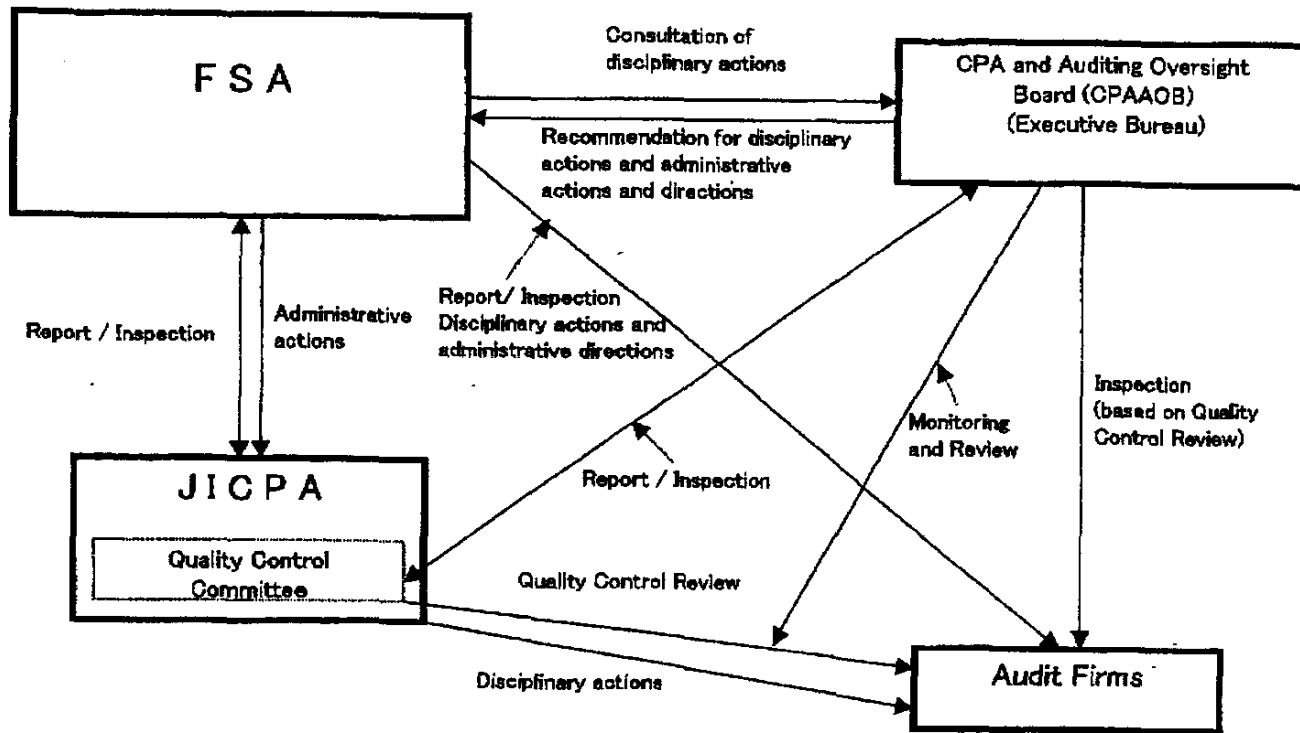 FSA
Consultation of
disciplinary actions
CPA and Auditing Oversight
Board (CPAAOB)
(Executive Bureau)
Recommendation for disciplinary
actions and administrative
actions and directions
Report / Inspection
Administrative
actions
Report/ Inspection
Disciplinary actions and
administrative directions
Monitoring
and Review
Inspection
(based on Quality
Control Review)
Report / Inspection
JICPA
Quality Control
Committee
Quality Control Review
Disciplinary actions
Audit Firms